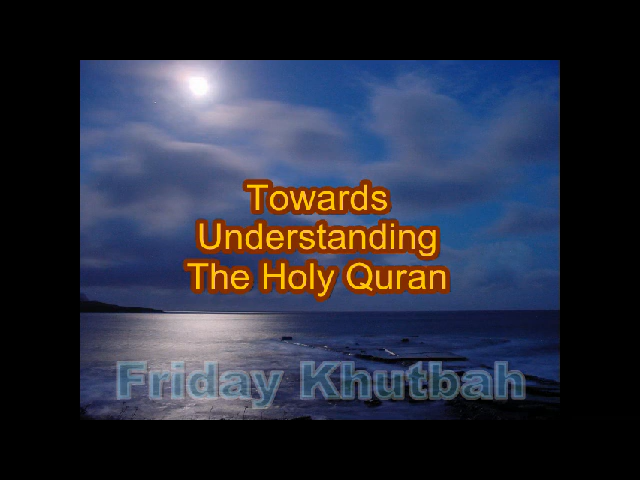 Towards
Understanding
The Holy Quran
Friday Khutbah